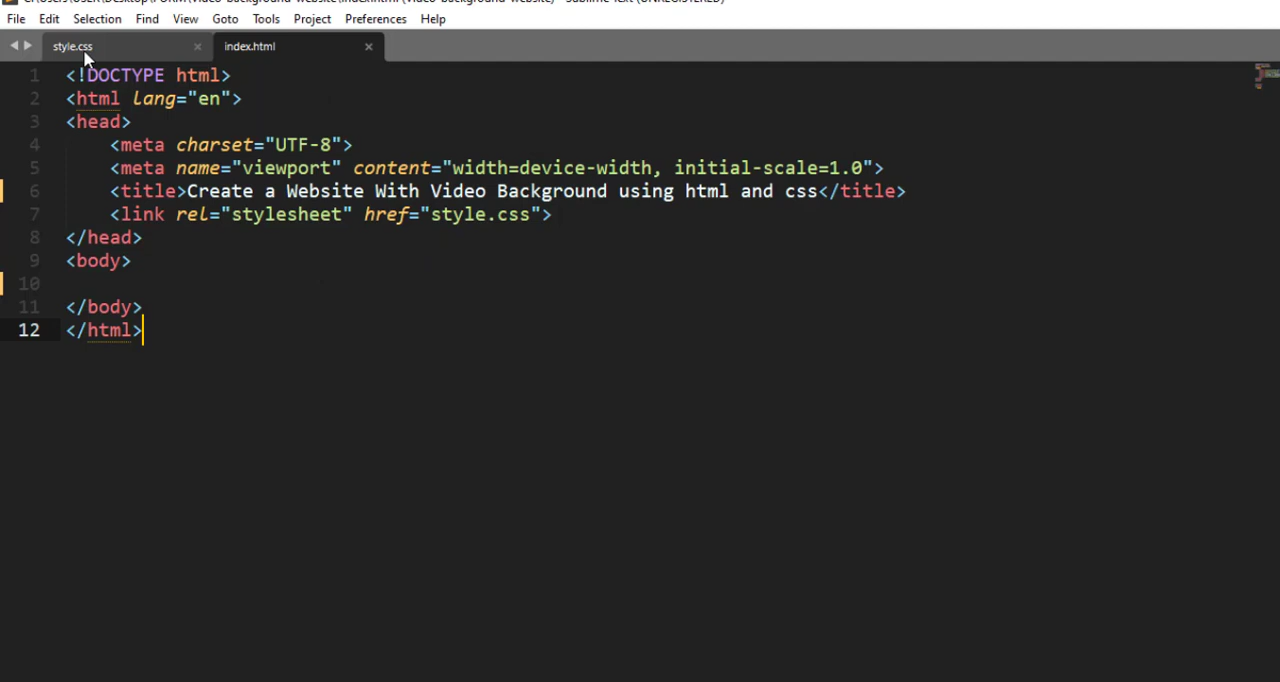 File Edit Selection Find View Goto Tools Project Preferences Help
style.css × index.html ×
1 <!DOCTYPE html>
2 <html lang="en">
3 <head>
4 <meta charset="UTF-8">
5 <meta name="viewport" content="width=device-width, initial-scale=1.0">
6 <title>Create a Website With Video Background using html and css</title>
7 <link rel="stylesheet" href="style.css">
8 </head>
9 <body>
10
11 </body>
12 </html>